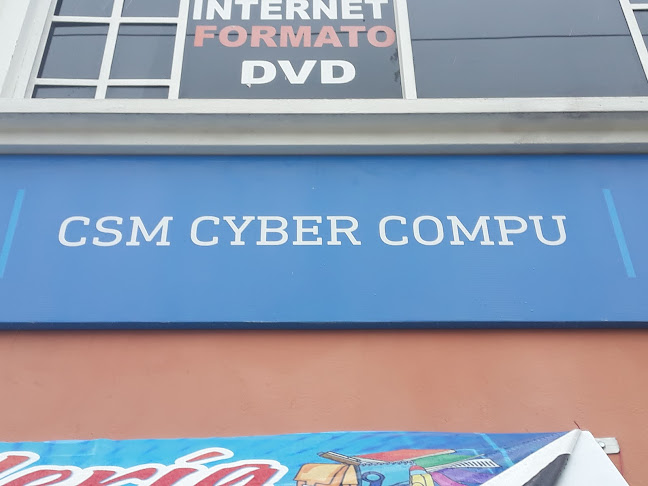 INTERNET
FORMATO
DVD
CSM CYBER COMPU